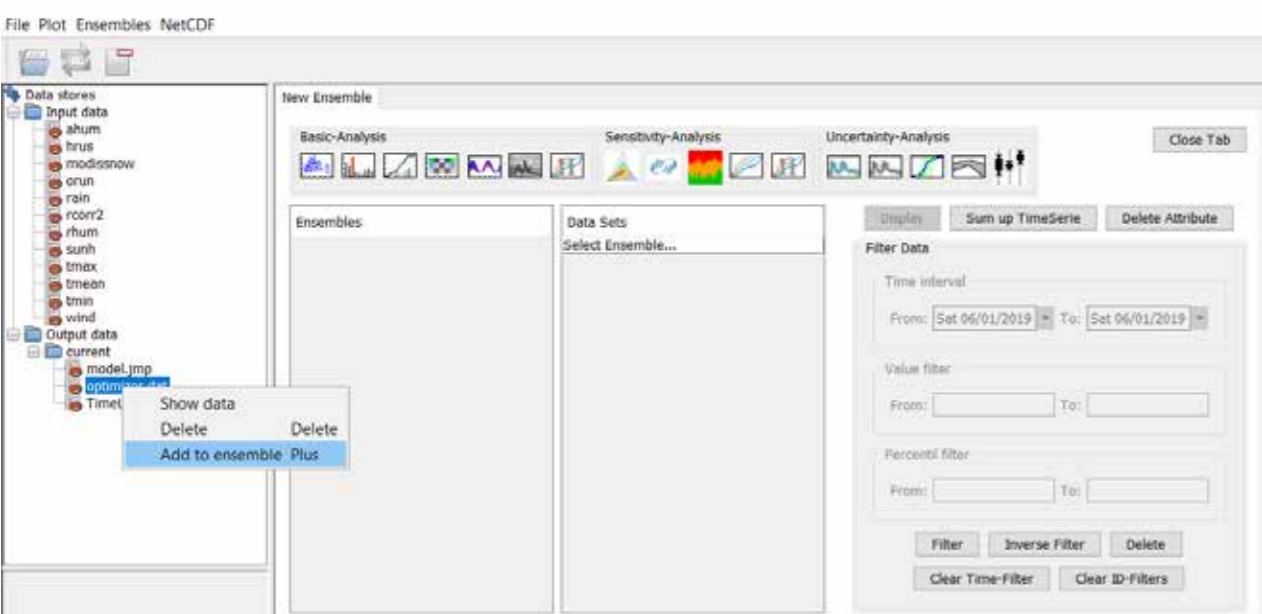 File Plot Ensembles NetCDF
Data stores
Input data
ahum
hrus
modissnow
orun
rain
rcorr2
rhum
sunh
tmax
tmean
tmin
wind
Output data
current
model.jmp
optimizer.dat
Time
Show data
Delete Delete
Add to ensemble Plus
New Ensemble
Basic-Analysis Sensitivity-Analysis Uncertainty-Analysis
Close Tab
Ensembles
Data Sets
Select Ensemble...
Display Sum up TimeSerie Delete Attribute
Filter Data
Time interval
From: Sat 06/01/2019 To: Sat 06/01/2019
Value filter
From: To:
Percentil filter
From: To:
Filter Inverse Filter Delete
Clear Time-Filter Clear ID-Filters